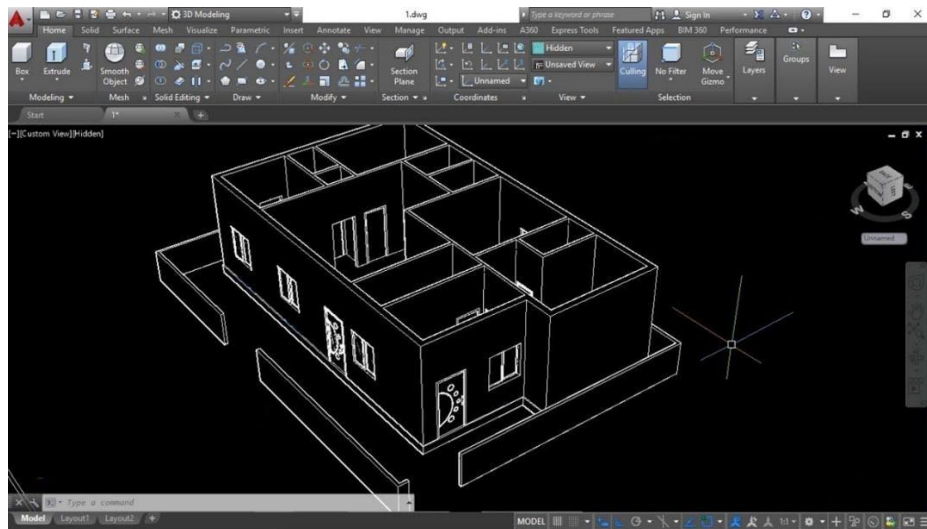 3D Modeling 1.dwg Type a keyword or phrase Sign In
Home Solid Surface Mesh Visualize Parametric Insert Annotate View Manage Output Add-ins A360 Express Tools Featured Apps BIM 360 Performance
Box Extrude Smooth Object Section Plane Hidden Unsaved View Unnamed Culling No Filter Move Gizmo Layers Groups View
Modeling Mesh Solid Editing Draw Modify Section Coordinates View Selection
Start 1*
[-][Custom View][Hidden]
W S
Unnamed
Type a command
Model Layout1 Layout2 + MODEL 1:1